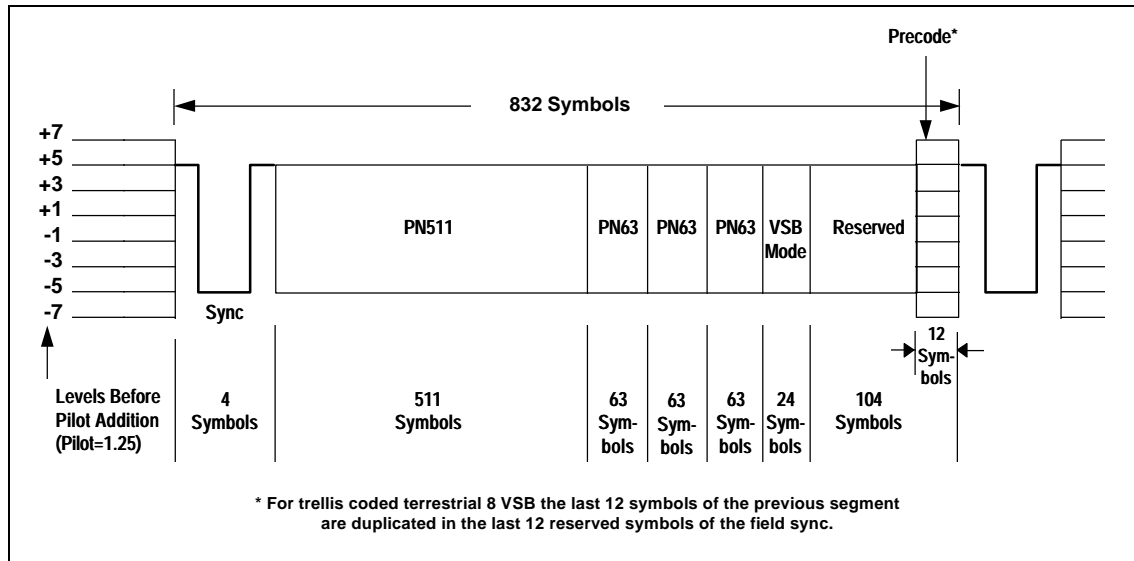 Precode*
832 Symbols
+7
+5
+3
+1
-1
-3
-5
-7
PN511
PN63
PN63
PN63
VSB
Mode
Reserved
Sync
Levels Before
Pilot Addition
(Pilot=1.25)
4
Symbols
511
Symbols
63
Sym-
bols
63
Sym-
bols
63
Sym-
bols
24
Sym-
bols
104
Symbols
12
Sym-
bols
* For trellis coded terrestrial 8 VSB the last 12 symbols of the previous segment
are duplicated in the last 12 reserved symbols of the field sync.